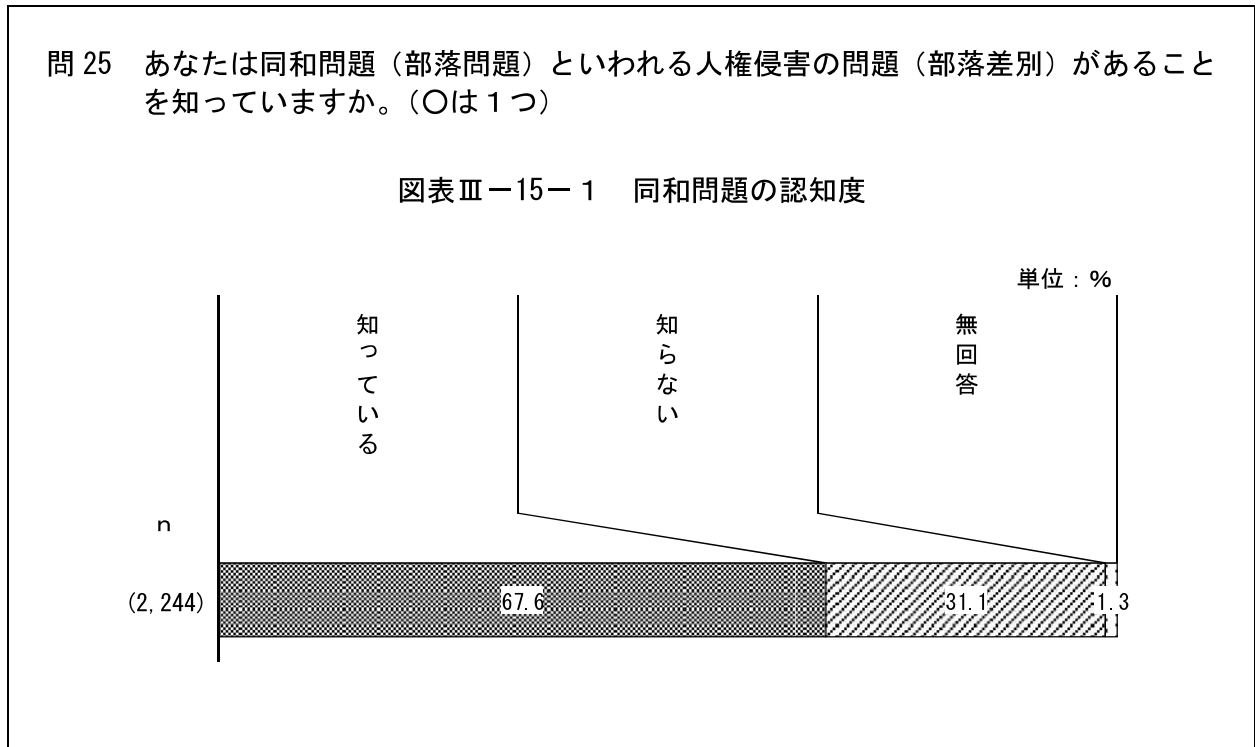 問25 あなたは同和問題（部落問題）といわれる人権侵害の問題（部落差別）があること
を知っていますか。（〇は１つ）
図表Ⅲ－15－１ 同和問題の認知度
単位：％
知っている
知らない
無回答
ｎ
(2,244)
67.6
31.1
1.3